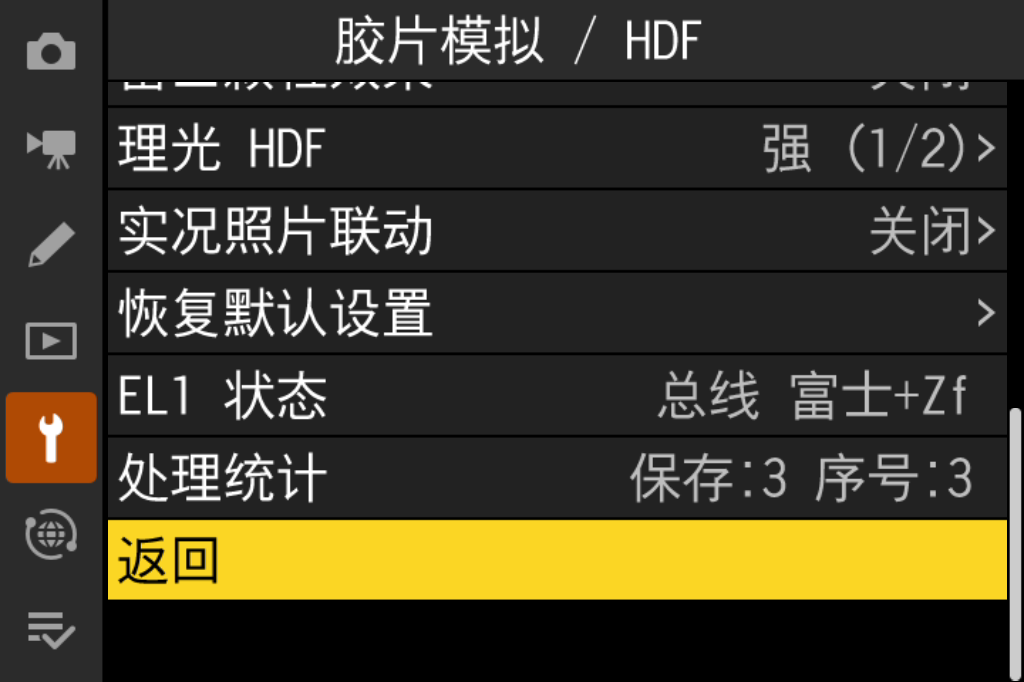 胶片模拟 / HDF
理光 HDF 强 (1/2)>
实况照片联动 关闭>
恢复默认设置 >
EL1 状态 总线 富士+Zf
处理统计 保存:3 序号:3
返回